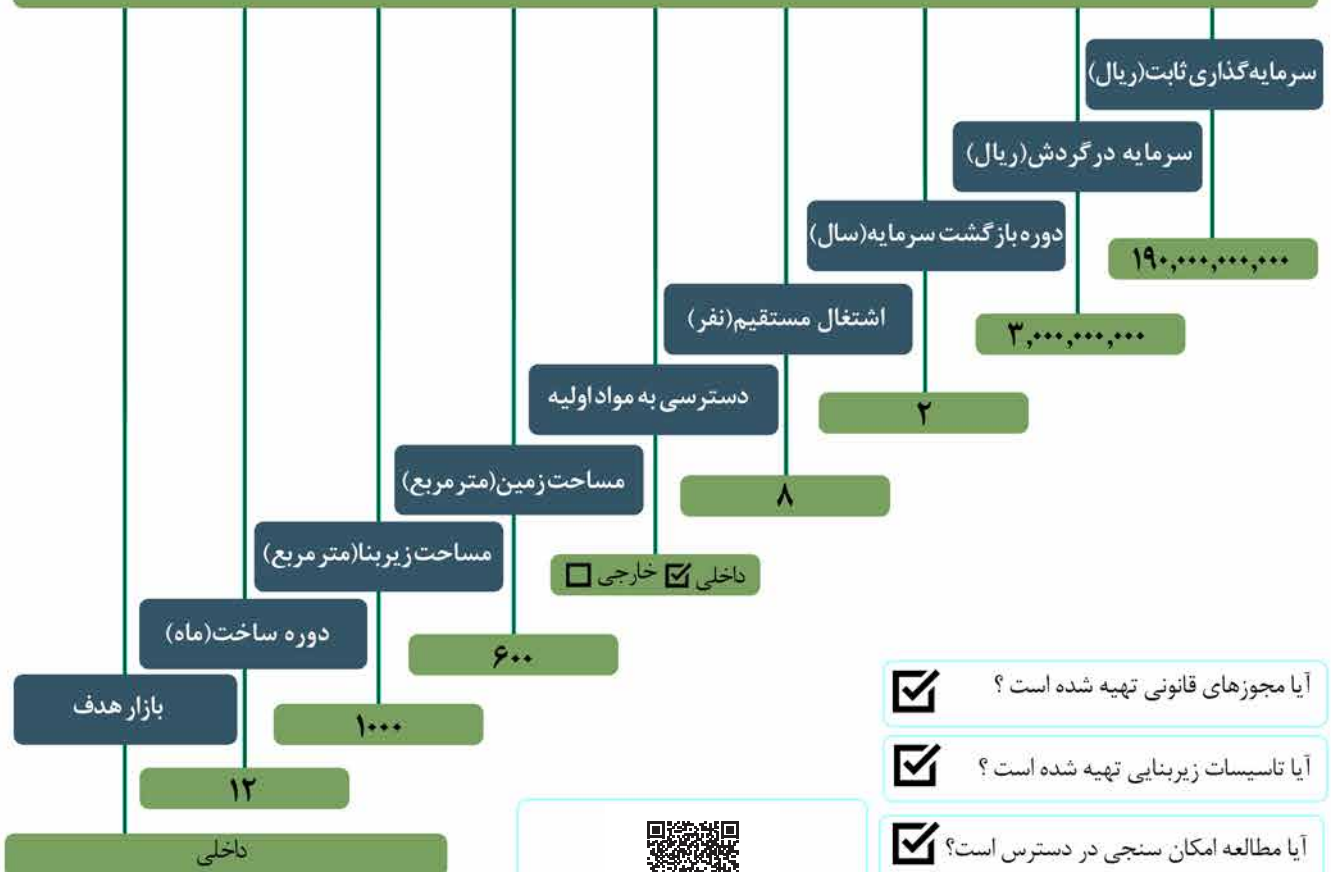 سرمایه‌گذاری ثابت(ریال)
۱۹۰,۰۰۰,۰۰۰,۰۰۰
سرمایه در گردش(ریال)
۳,۰۰۰,۰۰۰,۰۰۰
دوره بازگشت سرمایه(سال)
۲
اشتغال مستقیم(نفر)
۸
دسترسی به مواد اولیه
داخلی ☑ خارجی ☐
مساحت زمین(متر مربع)
۶۰۰
مساحت زیربنا(متر مربع)
۱۰۰۰
دوره ساخت(ماه)
۱۲
بازار هدف
داخلی
آیا مجوزهای قانونی تهیه شده است ؟ ☑
آیا تاسیسات زیربنایی تهیه شده است ؟ ☑
آیا مطالعه امکان سنجی در دسترس است؟ ☑